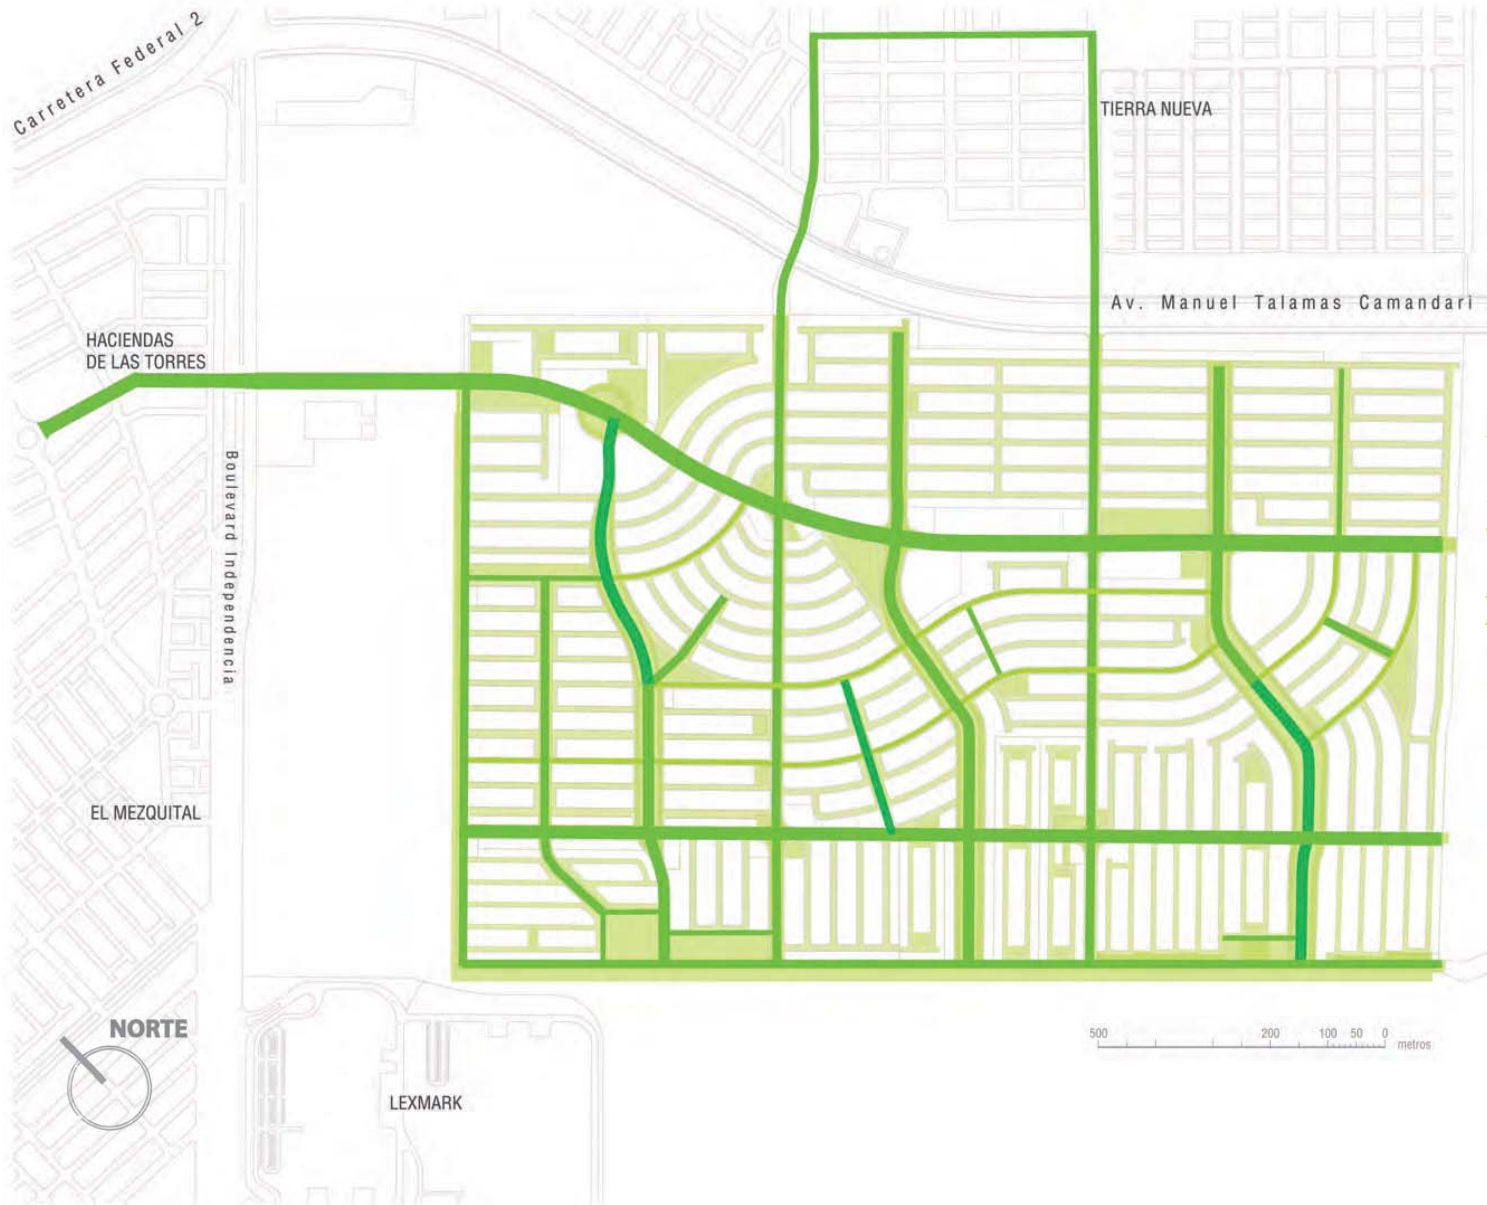 Carretera Federal 2
TIERRA NUEVA
Av. Manuel Talamas Camandari
HACIENDAS
DE LAS TORRES
Boulevard Independencia
EL MEZQUITAL
NORTE
500 200 100 50 0
metros
LEXMARK